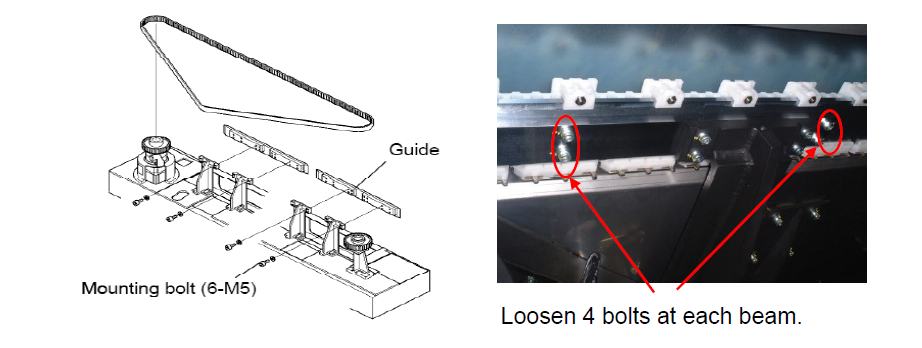 Guide
Mounting bolt (6-M5)
Loosen 4 bolts at each beam.